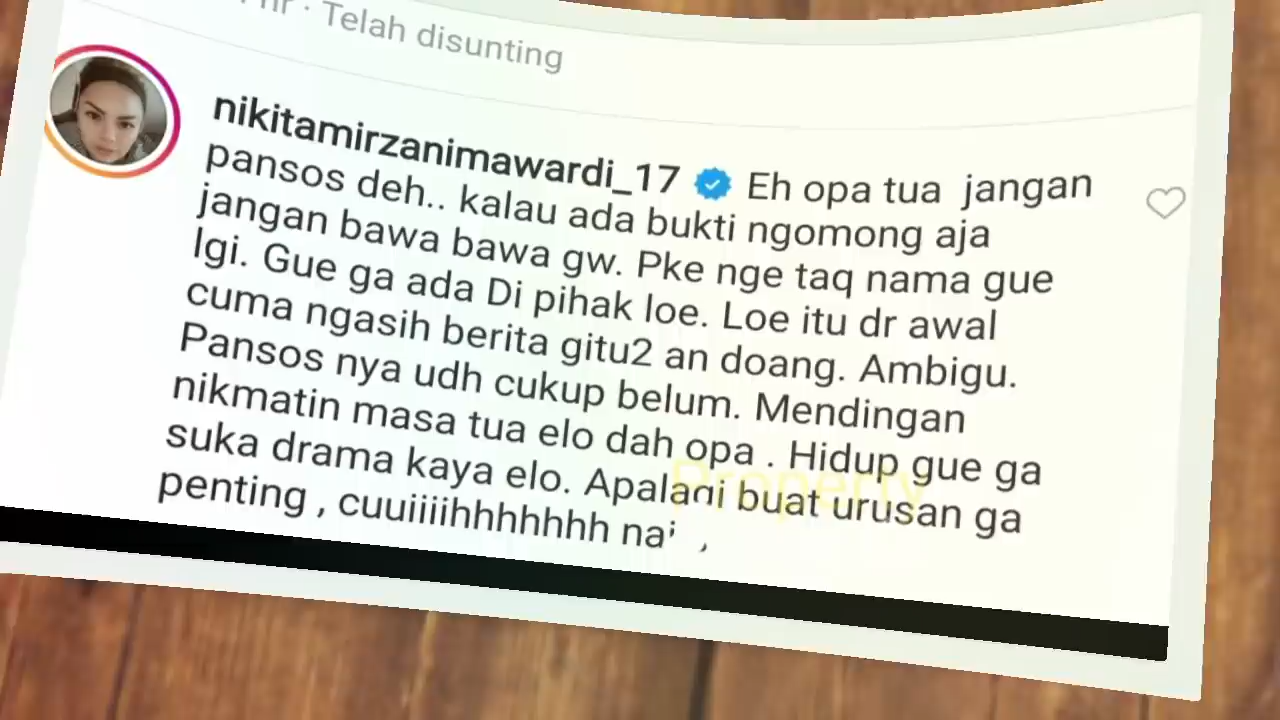 hr · Telah disunting
nikitamirzanimawardi_17 Eh opa tua jangan
pansos deh.. kalau ada bukti ngomong aja
jangan bawa bawa gw. Pke nge taq nama gue
lgi. Gue ga ada Di pihak loe. Loe itu dr awal
cuma ngasih berita gitu2 an doang. Ambigu.
Pansos nya udh cukup belum. Mendingan
nikmatin masa tua elo dah opa . Hidup gue ga
suka drama kaya elo. Apalagi buat urusan ga
penting , cuuiiiihhhhhhh
Property